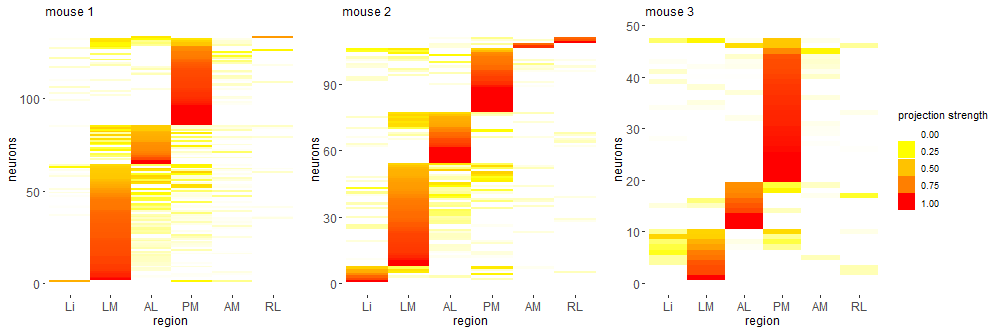 mouse 1
mouse 2
mouse 3
neurons
100
50
0
Li LM AL PM AM RL
region
neurons
90
60
30
0
Li LM AL PM AM RL
region
neurons
50
40
30
20
10
0
Li LM AL PM AM RL
region
projection strength
0.00
0.25
0.50
0.75
1.00